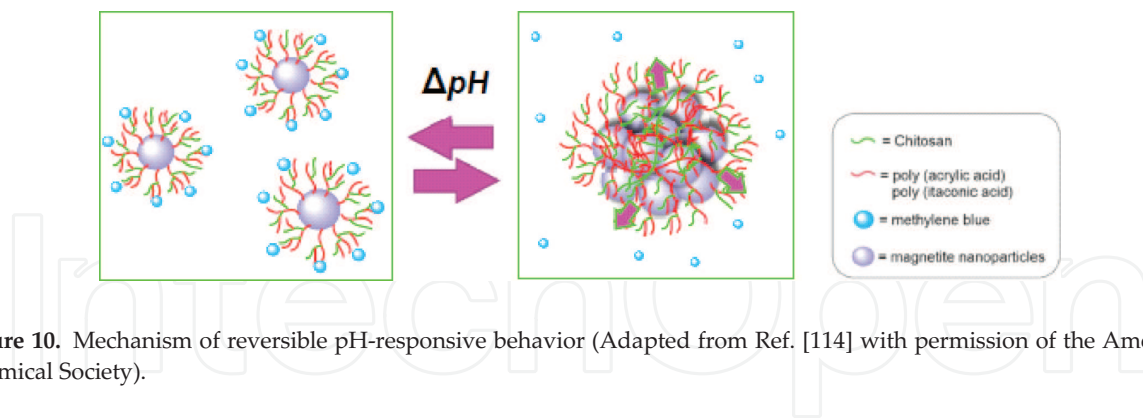 ΔpH
= Chitosan
= poly (acrylic acid)
poly (itaconic acid)
= methylene blue
= magnetite nanoparticles
IntechOpen
ure 10. Mechanism of reversible pH-responsive behavior (Adapted from Ref. [114] with permission of the Ame
mical Society).